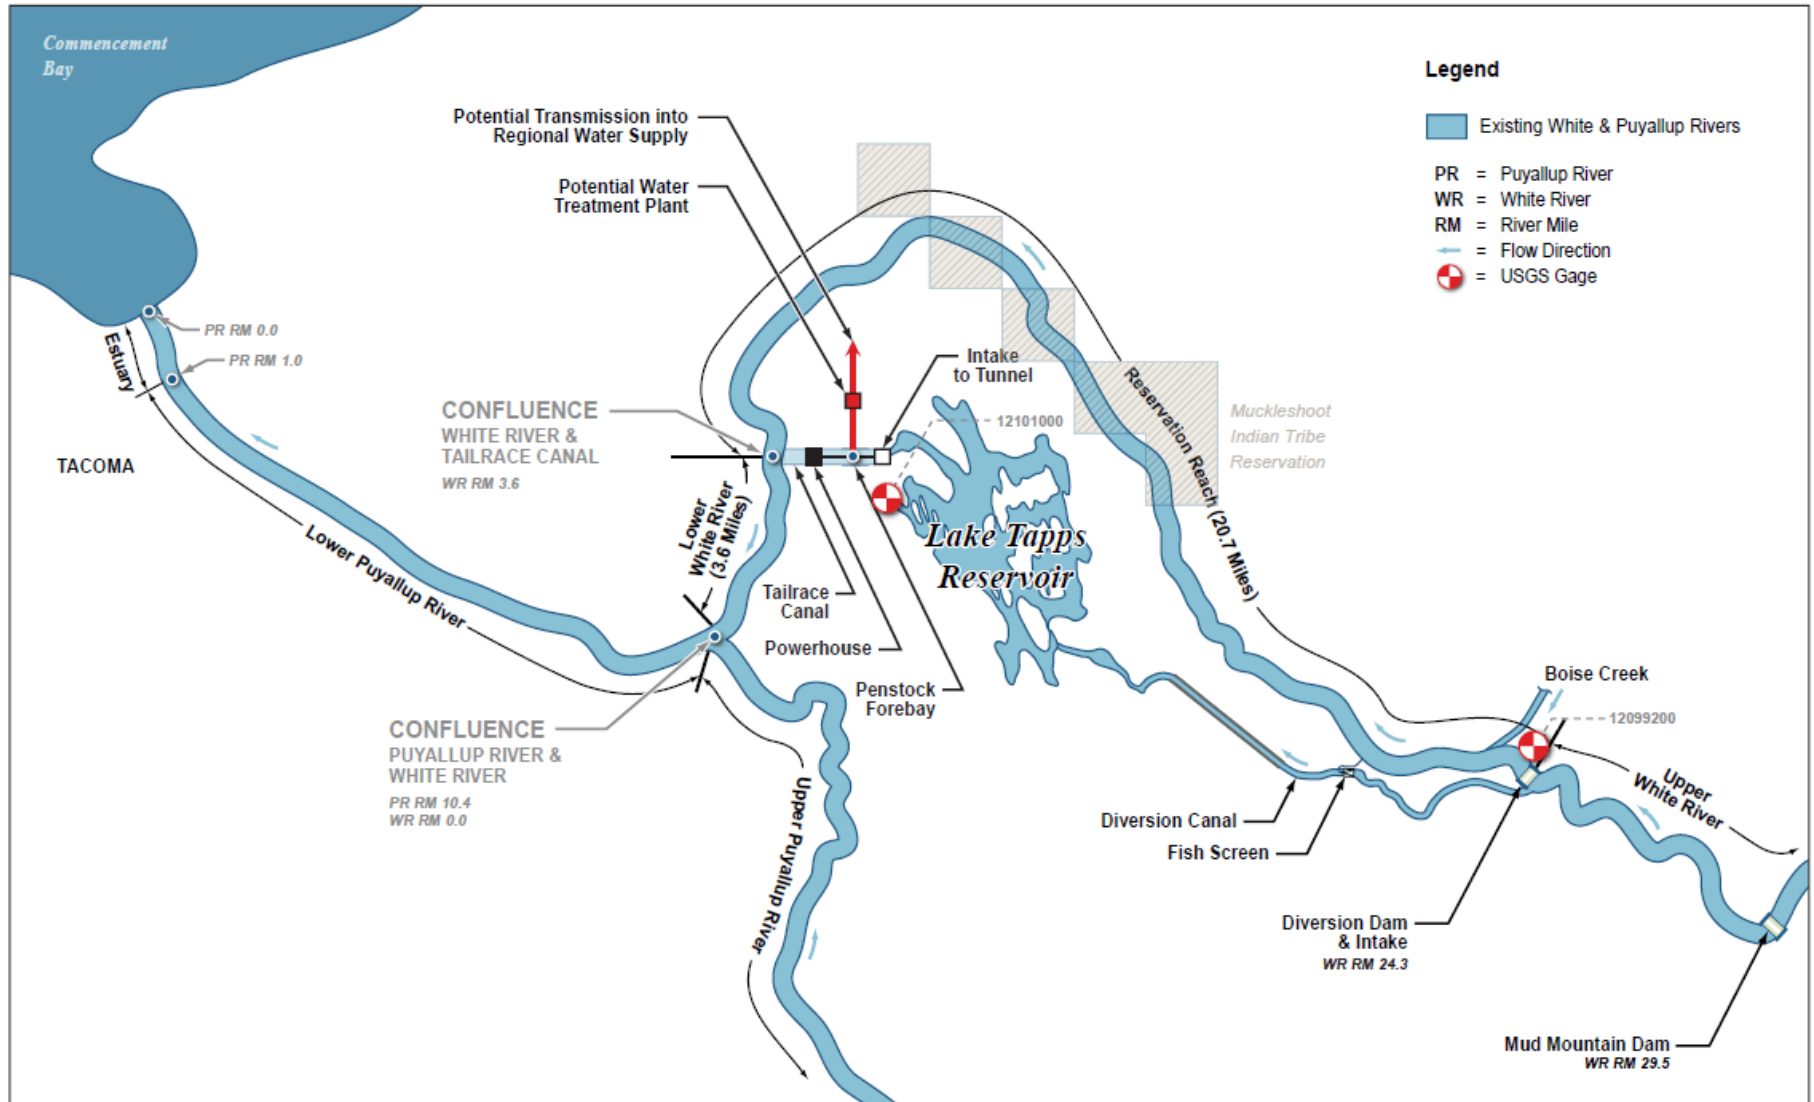 Commencement
Bay
Legend
Existing White & Puyallup Rivers
PR = Puyallup River
WR = White River
RM = River Mile
= Flow Direction
= USGS Gage
Potential Transmission into
Regional Water Supply
Potential Water
Treatment Plant
PR RM 0.0
PR RM 1.0
Estuary
TACOMA
Intake
to Tunnel
12101000
CONFLUENCE
WHITE RIVER &
TAILRACE CANAL
WR RM 3.6
Muckleshoot
Indian Tribe
Reservation
Reservation Reach (20.7 Miles)
Lower
White River
(3.6 Miles)
Lake Tapps
Reservoir
Lower Puyallup River
Tailrace
Canal
Powerhouse
Penstock
Forebay
Boise Creek
12099200
CONFLUENCE
PUYALLUP RIVER &
WHITE RIVER
PR RM 10.4
WR RM 0.0
Upper Puyallup River
Upper
White River
Diversion Canal
Fish Screen
Diversion Dam
& Intake
WR RM 24.3
Mud Mountain Dam
WR RM 29.5